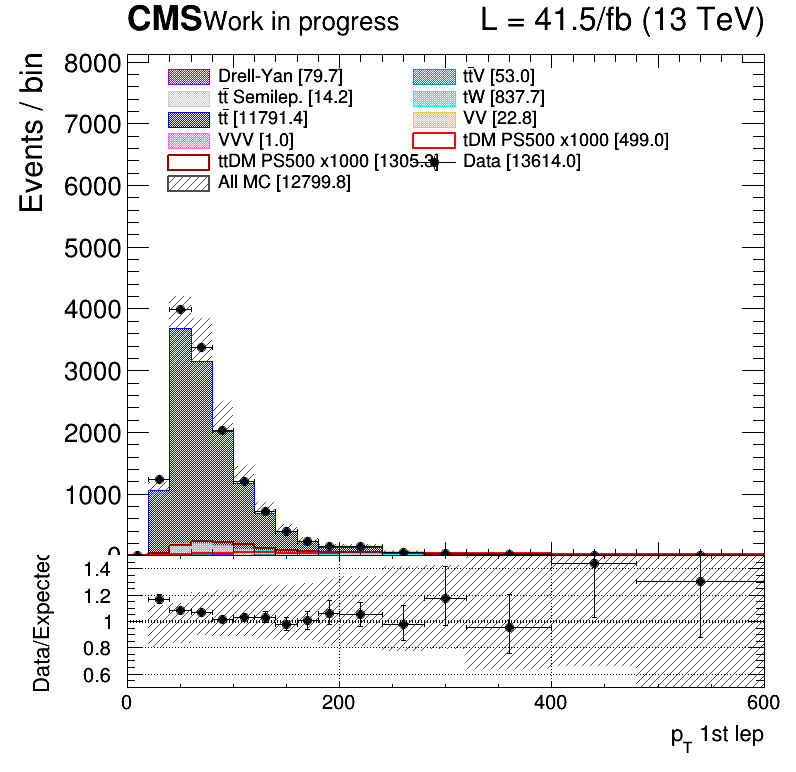 CMS Work in progress L = 41.5/fb (13 TeV)
Events / bin
8000
7000
6000
5000
4000
3000
2000
1000
0
Drell-Yan [79.7]
tt̄ Semilep. [14.2]
tt̄ [11791.4]
VVV [1.0]
ttDM PS500 x1000 [1305.3]
All MC [12799.8]
tt̄V [53.0]
tW [837.7]
VV [22.8]
tDM PS500 x1000 [499.0]
Data [13614.0]
Data/Expected
1.4
1.2
1
0.8
0.6
0 200 400 600
p_T 1st lep